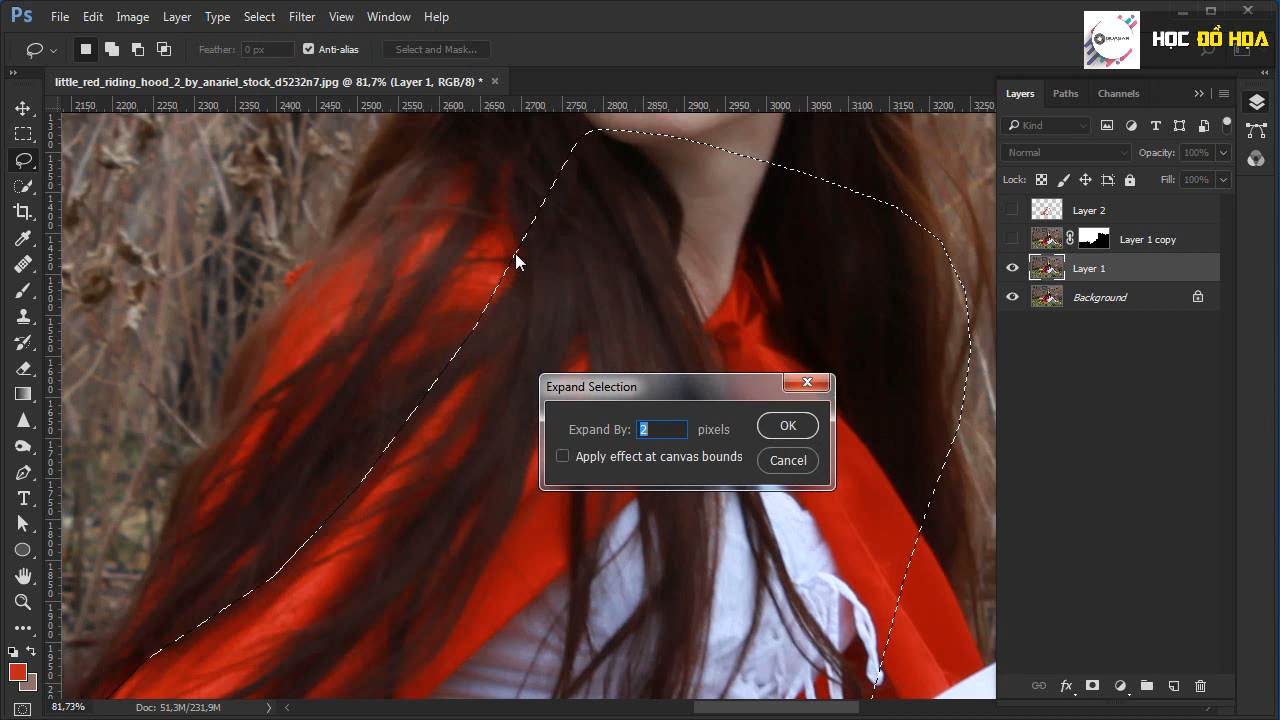 Ps File Edit Image Layer Type Select Filter View Window Help
HỌC ĐỒ HỌA
Feather: 0 px Anti-alias Select and Mask...
little_red_riding_hood_2_by_anariel_stock_d5232n7.jpg @ 81,7% (Layer 1, RGB/8) *
Layers Paths Channels
2150 2200 2250 2300 2350 2400 2450 2500 2550 2600 2650 2700 2750 2800 2850 2900 2950 3000 3050 3100 3150 3200 3250
Kind
Normal Opacity: 100%
Lock: Fill: 100%
Layer 2
Layer 1 copy
Layer 1
Background
Expand Selection
Expand By: 2 pixels
OK
Apply effect at canvas bounds
Cancel
fx
81,73% Doc: 51,3M/231,9M